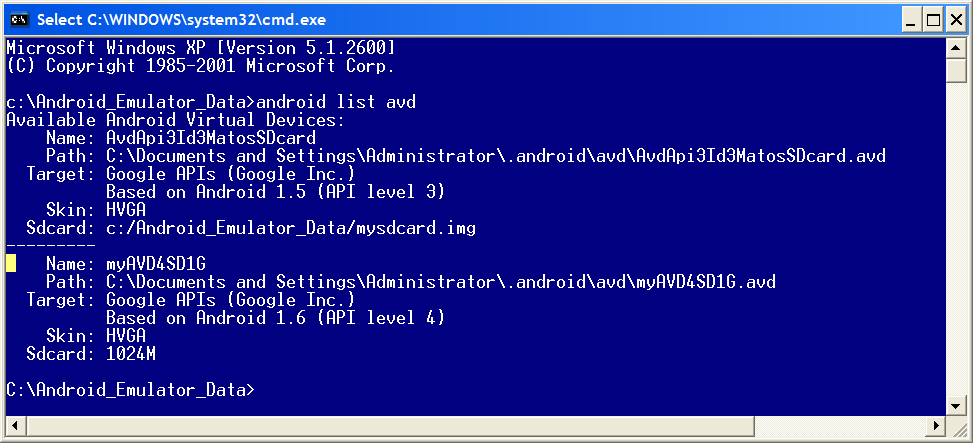 Select C:\WINDOWS\system32\cmd.exe
Microsoft Windows XP [Version 5.1.2600]
(C) Copyright 1985-2001 Microsoft Corp.
c:\Android_Emulator_Data>android list avd
Available Android Virtual Devices:
    Name: AvdApi3Id3MatosSDcard
    Path: C:\Documents and Settings\Administrator\.android\avd\AvdApi3Id3MatosSDcard.avd
  Target: Google APIs (Google Inc.)
          Based on Android 1.5 (API level 3)
    Skin: HVGA
  Sdcard: c:/Android_Emulator_Data/mysdcard.img
---------
    Name: myAVD4SD1G
    Path: C:\Documents and Settings\Administrator\.android\avd\myAVD4SD1G.avd
  Target: Google APIs (Google Inc.)
          Based on Android 1.6 (API level 4)
    Skin: HVGA
  Sdcard: 1024M
C:\Android_Emulator_Data>